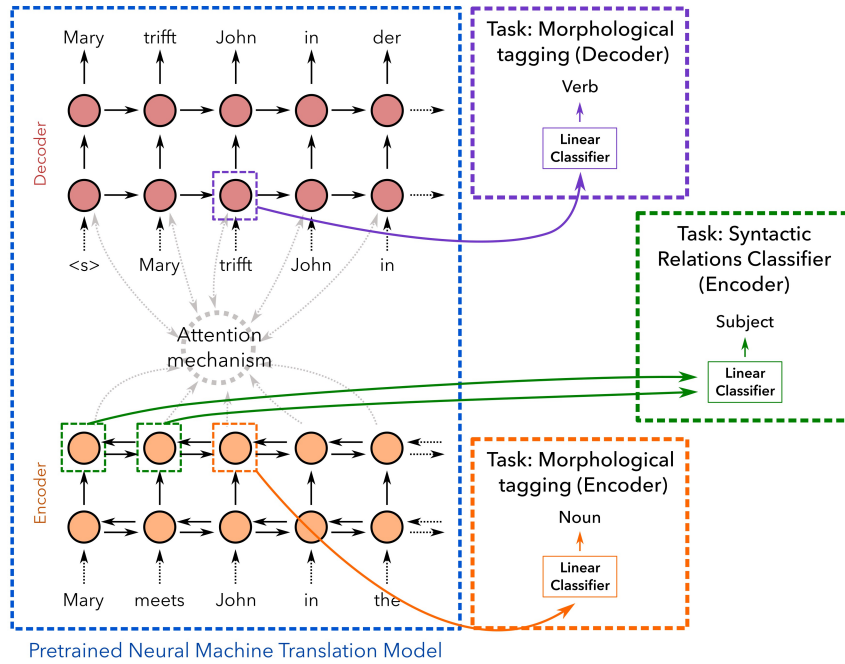 Mary trifft John in der
Decoder
<s> Mary trifft John in
Attention
mechanism
Encoder
Mary meets John in the
Pretrained Neural Machine Translation Model
Task: Morphological
tagging (Decoder)
Verb
Linear
Classifier
Task: Syntactic
Relations Classifier
(Encoder)
Subject
Linear
Classifier
Task: Morphological
tagging (Encoder)
Noun
Linear
Classifier